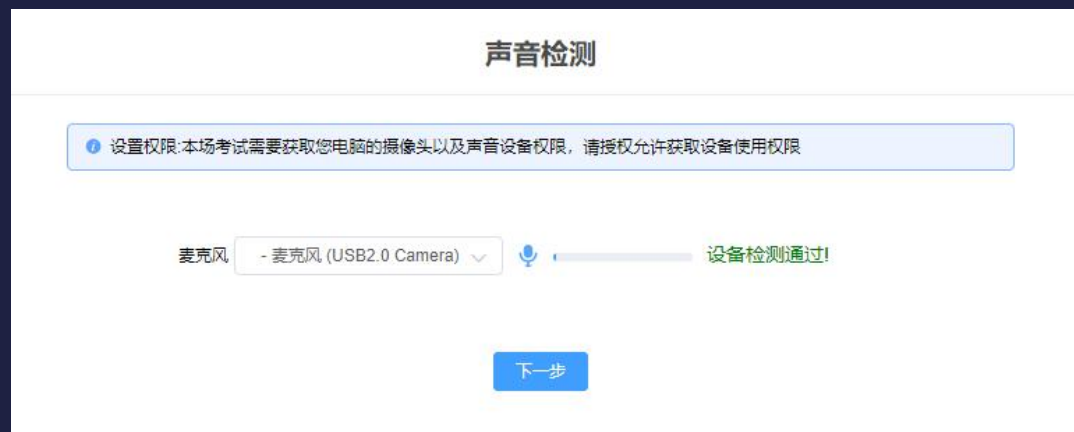 声音检测
设置权限:本场考试需要获取您电脑的摄像头以及声音设备权限，请授权允许获取设备使用权限
麦克风 - 麦克风 (USB2.0 Camera) 设备检测通过!
下一步